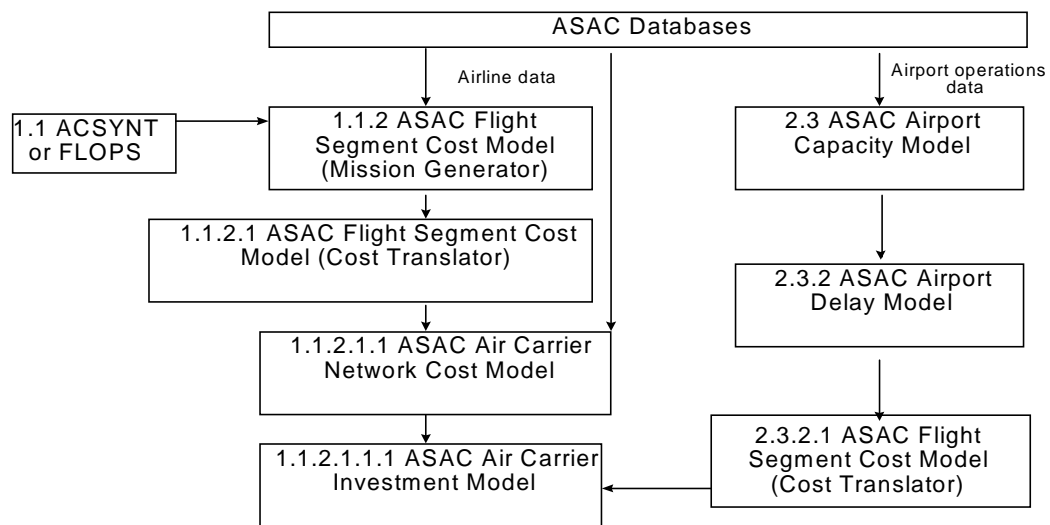 ASAC Databases
Airline data
Airport operations
data
1.1 ACSYNT
or FLOPS
1.1.2 ASAC Flight
Segment Cost Model
(Mission Generator)
2.3 ASAC Airport
Capacity Model
1.1.2.1 ASAC Flight Segment Cost
Model (Cost Translator)
2.3.2 ASAC Airport
Delay Model
1.1.2.1.1 ASAC Air Carrier
Network Cost Model
1.1.2.1.1.1 ASAC Air Carrier
Investment Model
2.3.2.1 ASAC Flight
Segment Cost Model
(Cost Translator)